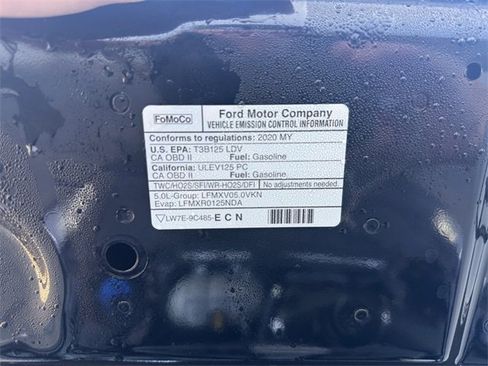 FoMoCo
Ford Motor Company
VEHICLE EMISSION CONTROL INFORMATION
Conforms to regulations: 2020 MY
U.S. EPA: T3B125 LDV
CA OBD II Fuel: Gasoline
California: ULEV125 PC
CA OBD II Fuel: Gasoline
TWC/HO2S/SFI/WR-HO2S/DFI No adjustments needed.
5.0L-Group: LFMXV05.0VKN
Evap: LFMXR0125NDA
▽LW7E-9C485-E C N